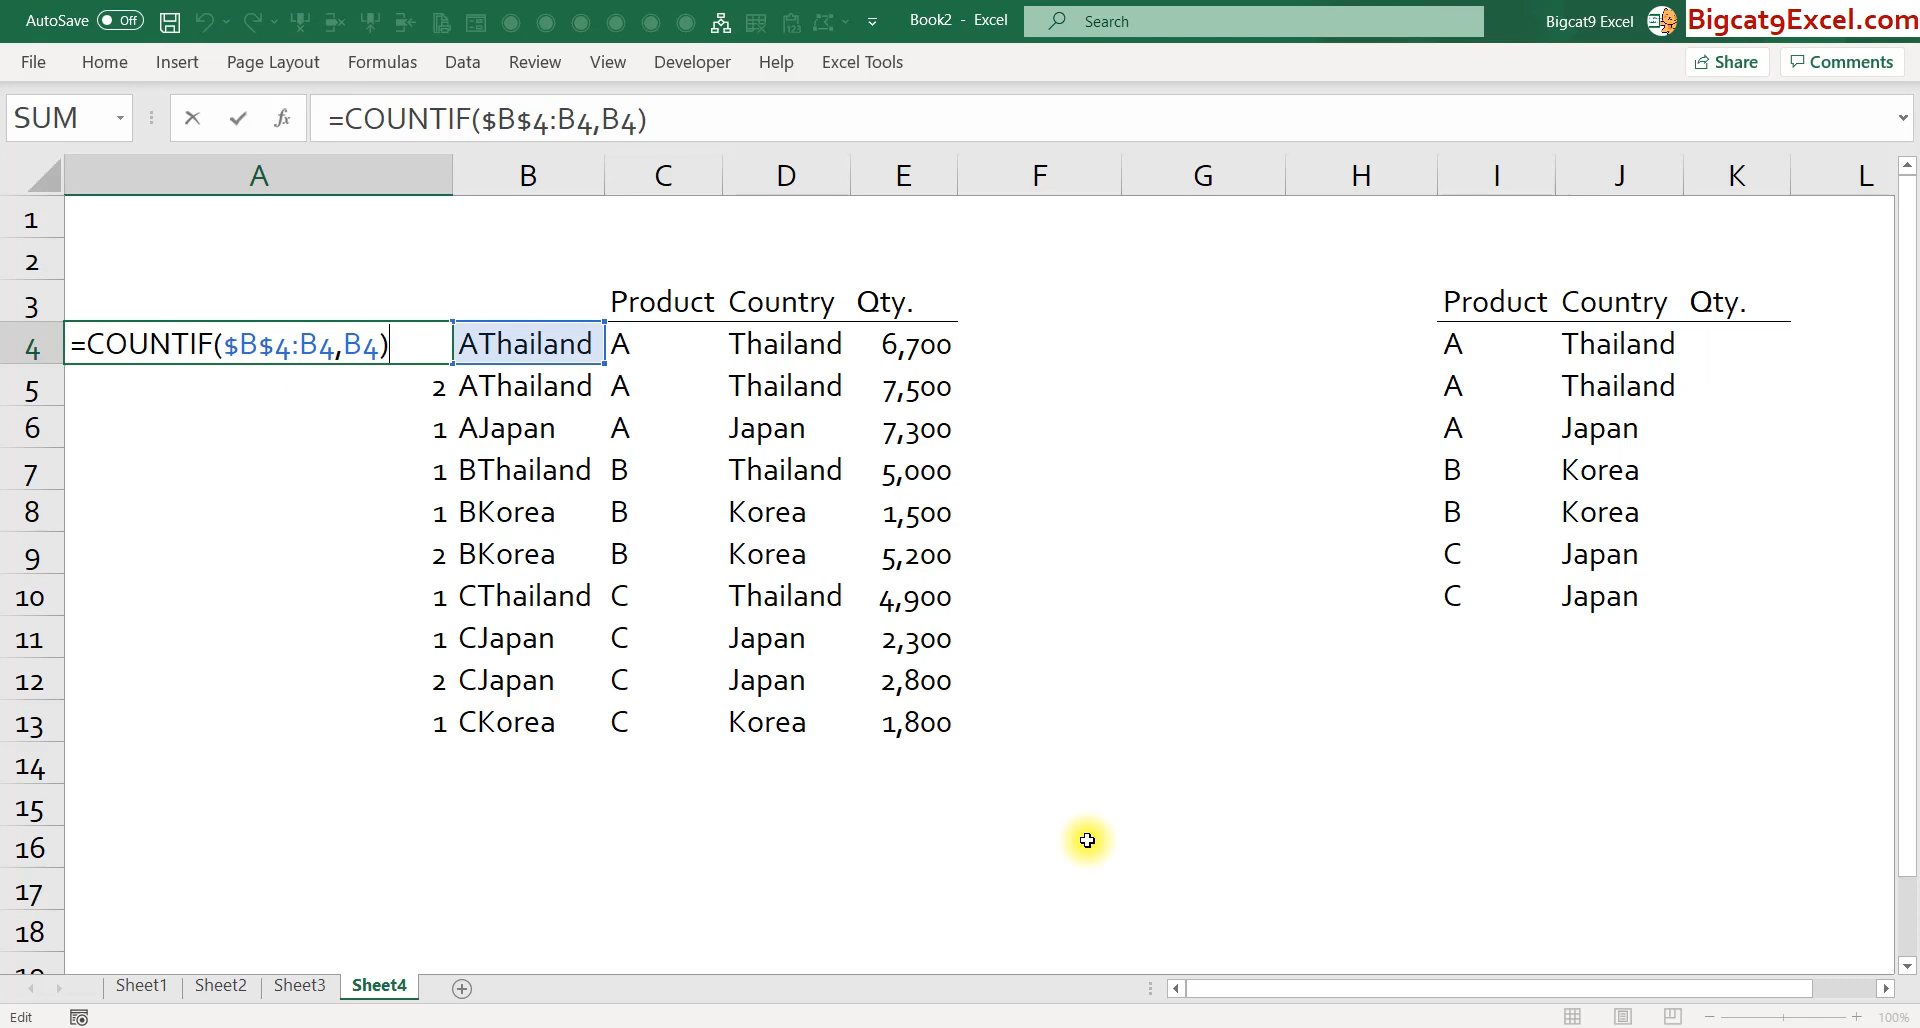 AutoSave Off Book2 - Excel Search Bigcat9 Excel Bigcat9Excel.com
File Home Insert Page Layout Formulas Data Review View Developer Help Excel Tools Share Comments
SUM fx =COUNTIF($B$4:B4,B4)
A B C D E F G H I J K L
1
2
3 Product Country Qty. Product Country Qty.
4 =COUNTIF($B$4:B4,B4) AThailand A Thailand 6,700 A Thailand
5 2 AThailand A Thailand 7,500 A Thailand
6 1 AJapan A Japan 7,300 A Japan
7 1 BThailand B Thailand 5,000 B Korea
8 1 BKorea B Korea 1,500 B Korea
9 2 BKorea B Korea 5,200 C Japan
10 1 CThailand C Thailand 4,900 C Japan
11 1 CJapan C Japan 2,300
12 2 CJapan C Japan 2,800
13 1 CKorea C Korea 1,800
14
15
16
17
18
19
Sheet1 Sheet2 Sheet3 Sheet4
Edit 100%